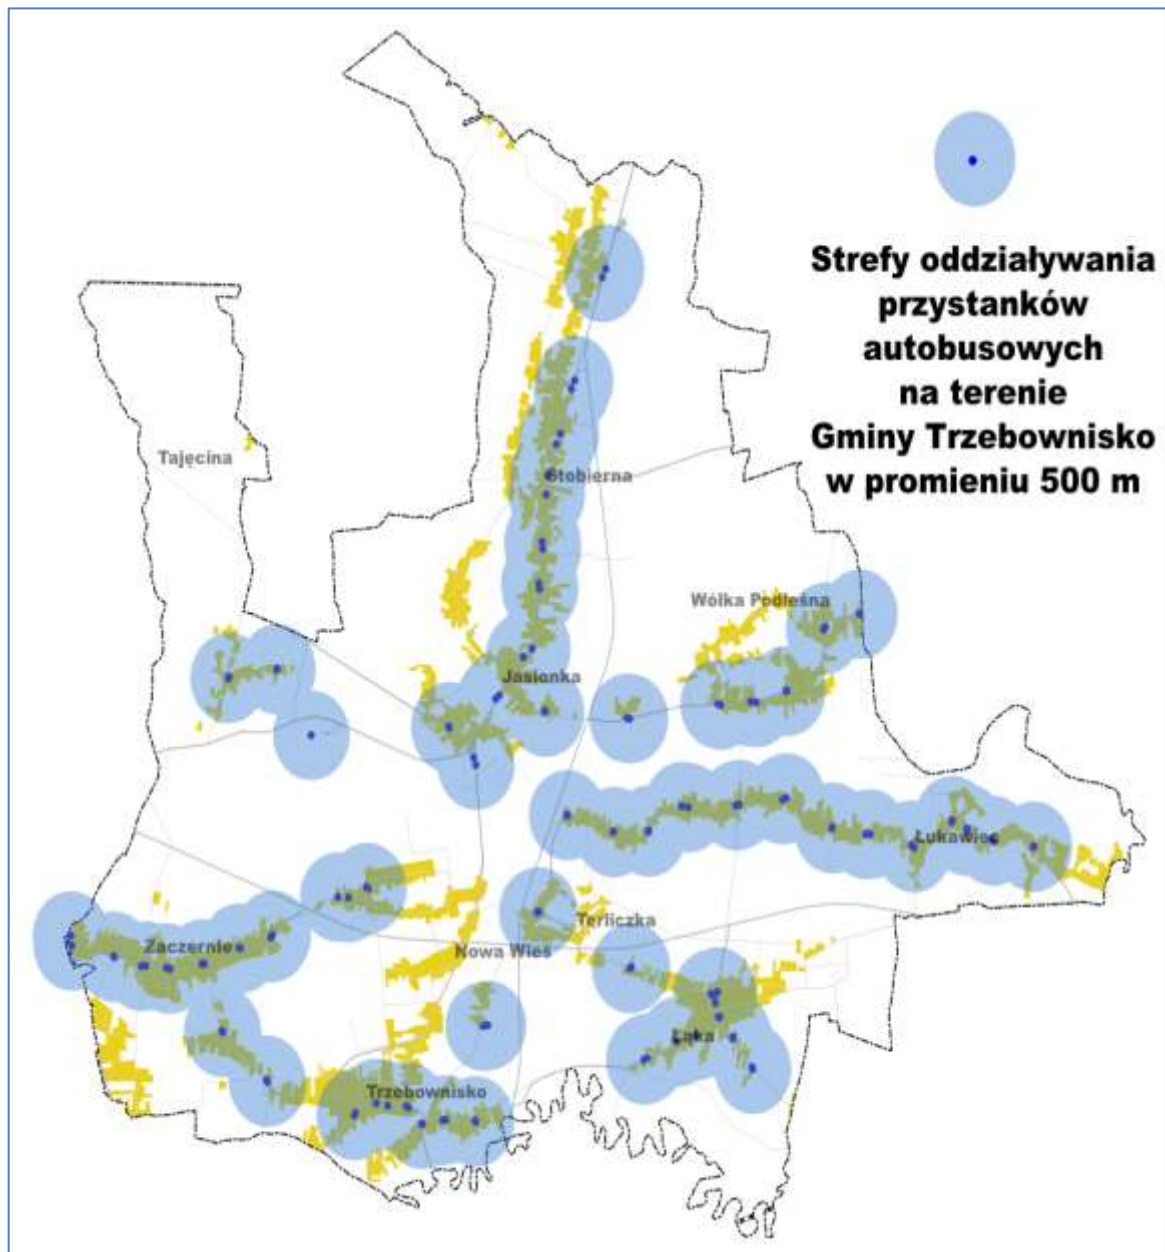 Strefy oddziaływania
przystanków
autobusowych
na terenie
Gminy Trzebownisko
w promieniu 500 m
Tajęcina
Stobierna
Wólka Podleśna
Jasionka
Łukawiec
Terliczka
Zaczernie
Nowa Wieś
Łąka
Trzebownisko